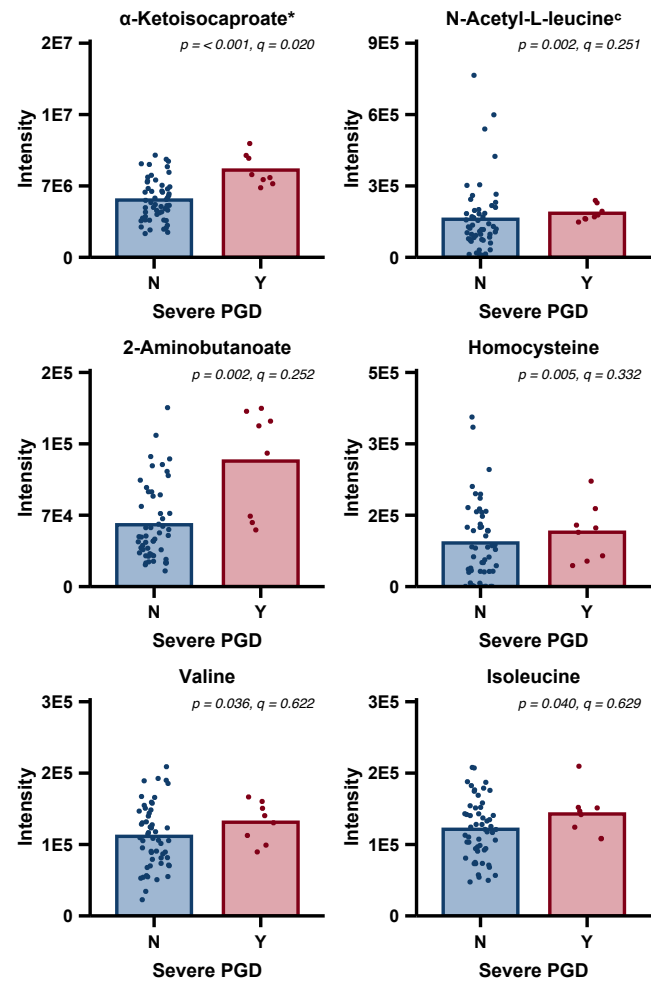 α-Ketoisocaproate*
p = < 0.001, q = 0.020
Intensity
2E7
1E7
7E6
0
N
Y
Severe PGD
N-Acetyl-L-leucineᶜ
p = 0.002, q = 0.251
Intensity
9E5
6E5
3E5
0
N
Y
Severe PGD
2-Aminobutanoate
p = 0.002, q = 0.252
Intensity
2E5
1E5
7E4
0
N
Y
Severe PGD
Homocysteine
p = 0.005, q = 0.332
Intensity
5E5
3E5
2E5
0
N
Y
Severe PGD
Valine
p = 0.036, q = 0.622
Intensity
3E5
2E5
1E5
0
N
Y
Severe PGD
Isoleucine
p = 0.040, q = 0.629
Intensity
3E5
2E5
1E5
0
N
Y
Severe PGD